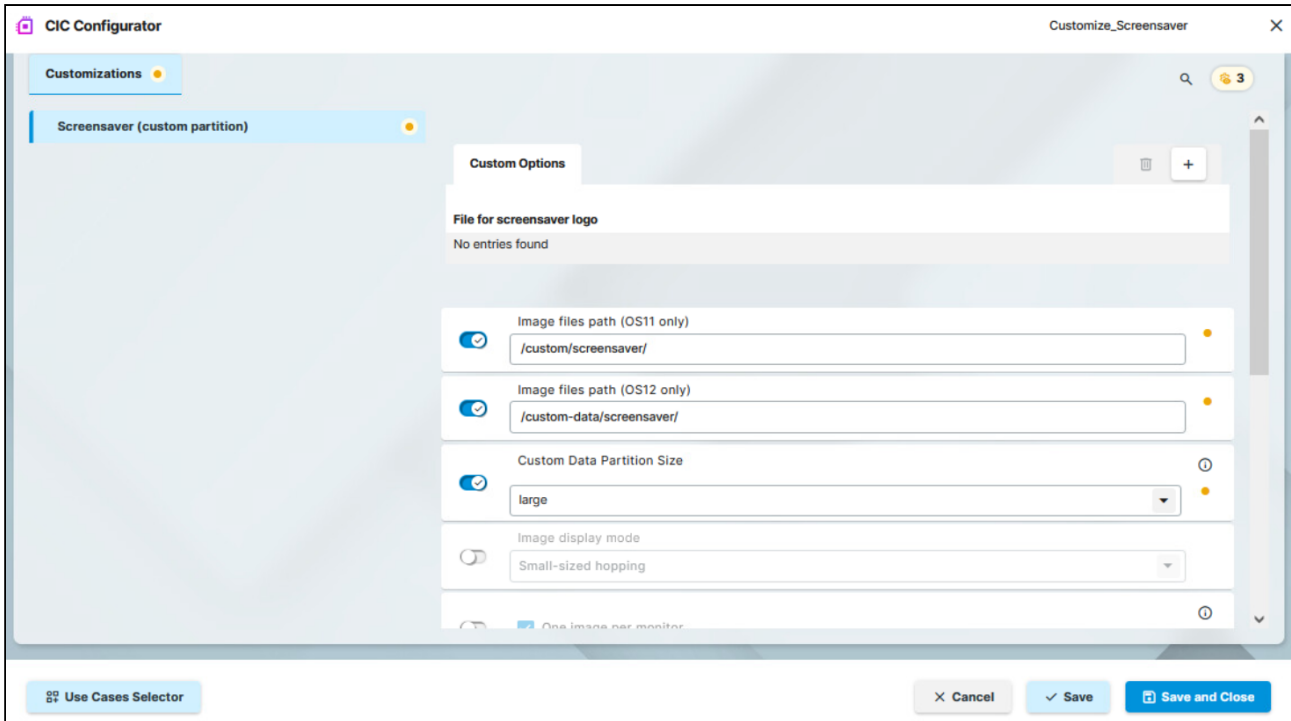 CIC Configurator
Customize_Screensaver
Customizations
3
Screensaver (custom partition)
Custom Options
File for screensaver logo
No entries found
Image files path (OS11 only)
/custom/screensaver/
Image files path (OS12 only)
/custom-data/screensaver/
Custom Data Partition Size
large
Image display mode
Small-sized hopping
One image per monitor
Use Cases Selector
Cancel
Save
Save and Close